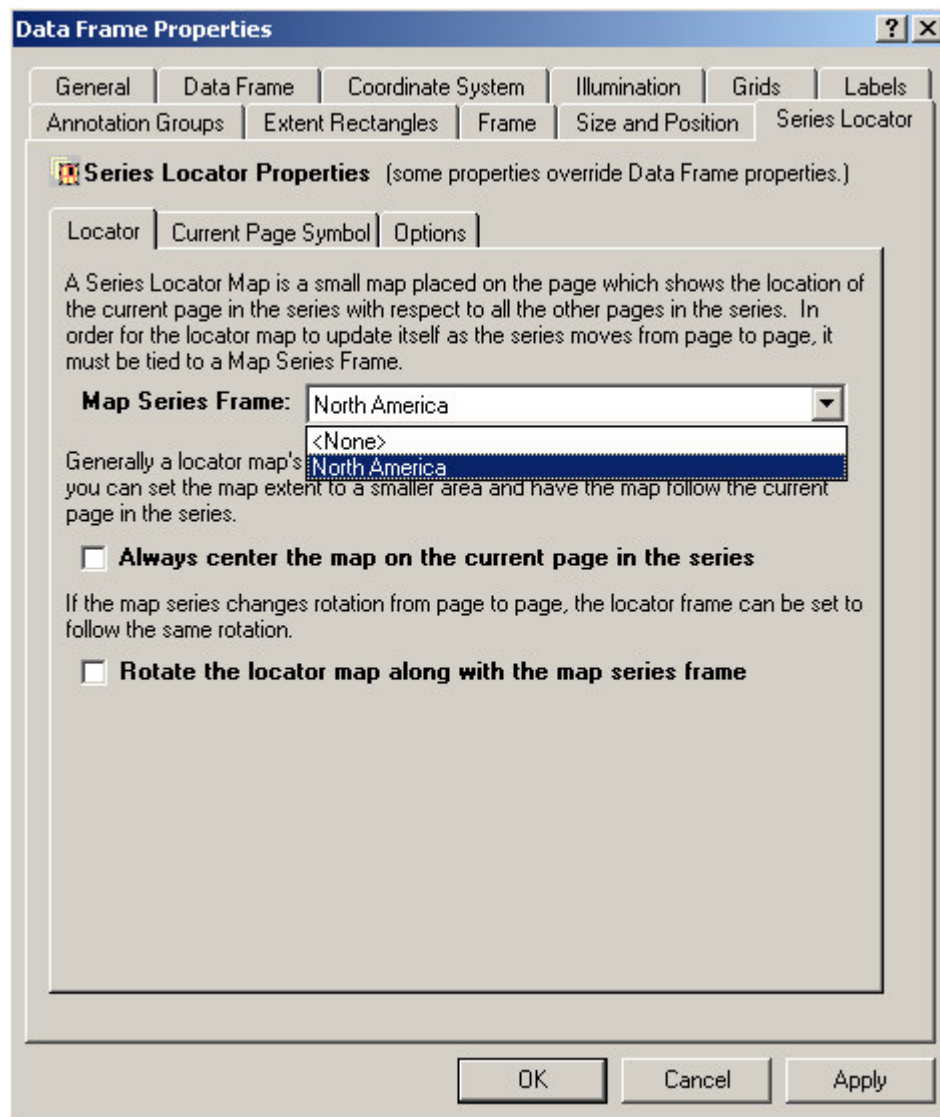 Data Frame Properties
General Data Frame Coordinate System Illumination Grids Labels
Annotation Groups Extent Rectangles Frame Size and Position Series Locator
Series Locator Properties (some properties override Data Frame properties.)
Locator Current Page Symbol Options
A Series Locator Map is a small map placed on the page which shows the location of
the current page in the series with respect to all the other pages in the series. In
order for the locator map to update itself as the series moves from page to page, it
must be tied to a Map Series Frame.
Map Series Frame: North America
<None>
Generally a locator map's North America
you can set the map extent to a smaller area and have the map follow the current
page in the series.
Always center the map on the current page in the series
If the map series changes rotation from page to page, the locator frame can be set to
follow the same rotation.
Rotate the locator map along with the map series frame
OK Cancel Apply